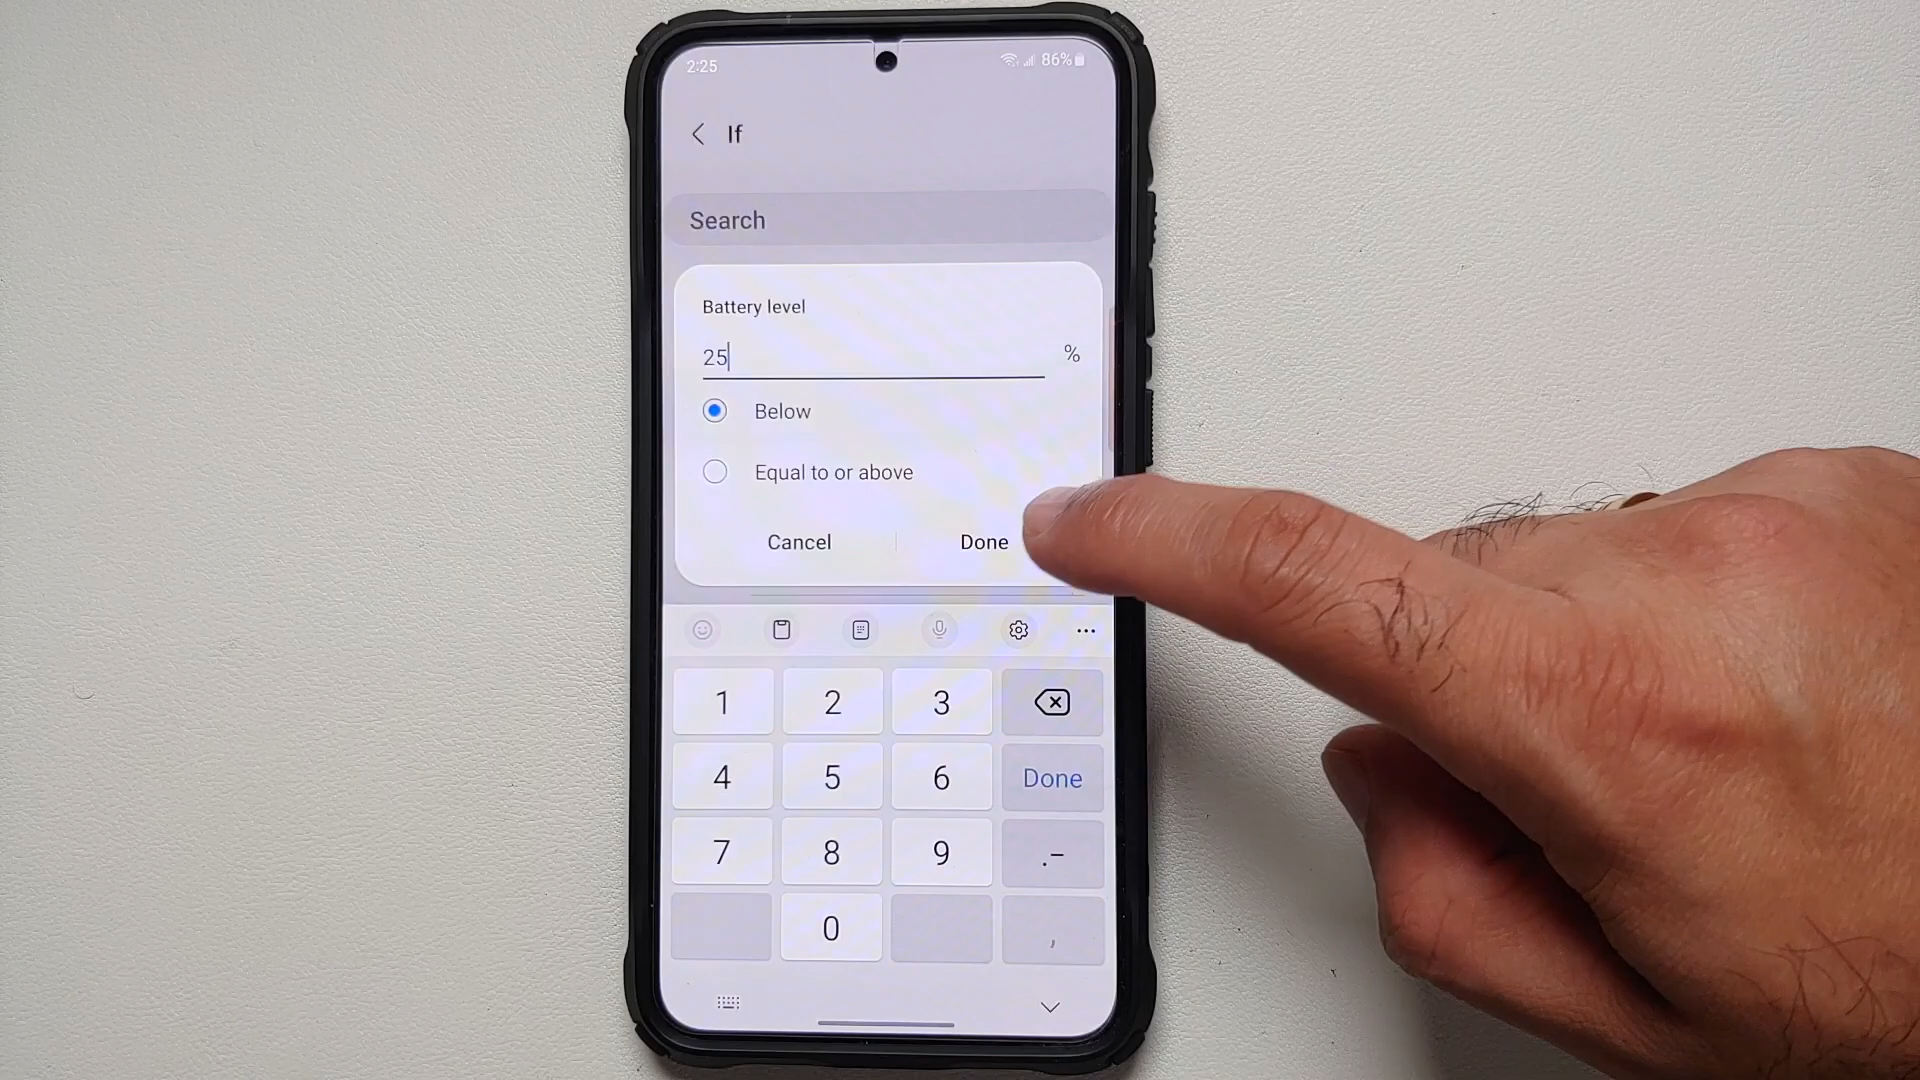 2:25
86%
If
Search
Battery level
25 %
Below
Equal to or above
Cancel Done
1 2 3
4 5 6 Done
7 8 9 .-
0 ,